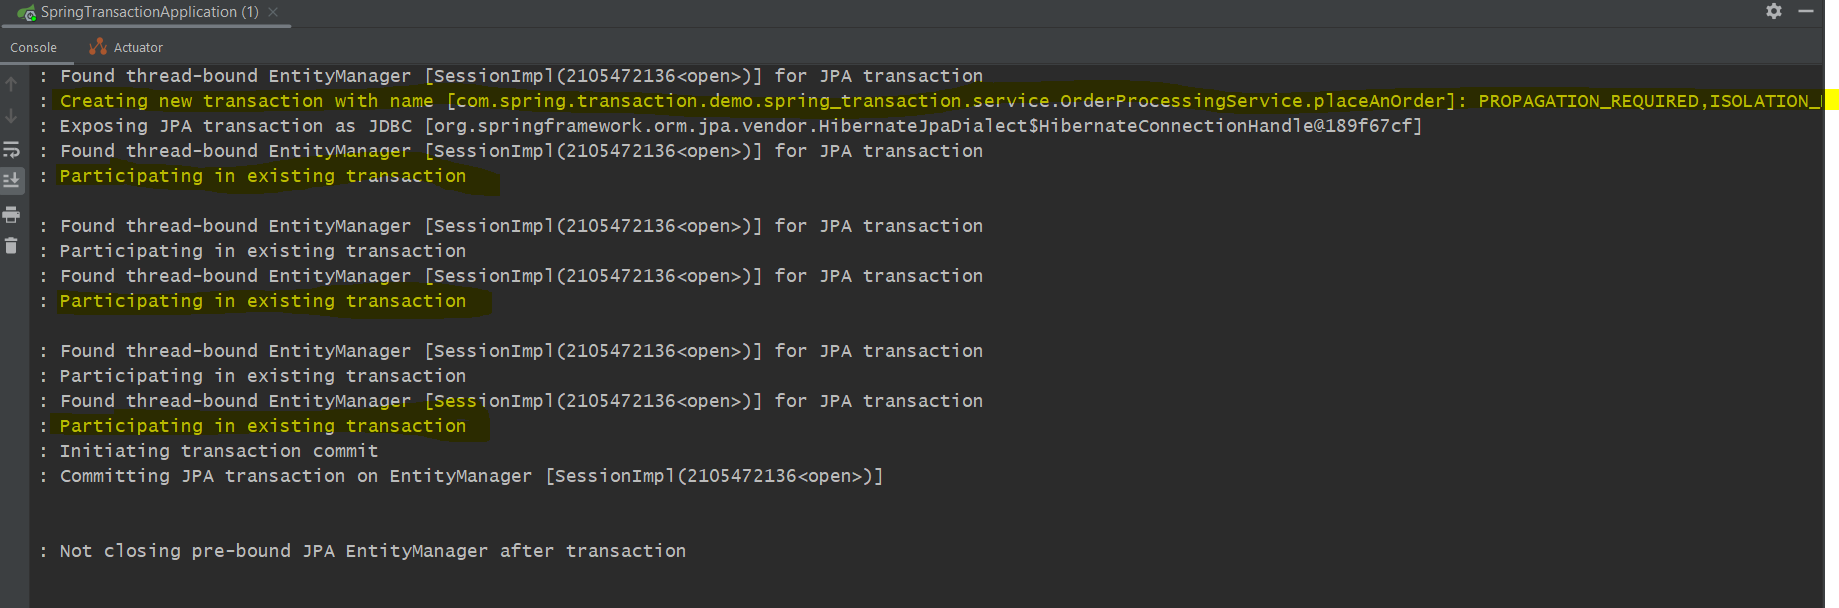 SpringTransactionApplication (1)
Console Actuator
: Found thread-bound EntityManager [SessionImpl(2105472136<open>)] for JPA transaction
: Creating new transaction with name [com.spring.transaction.demo.spring_transaction.service.OrderProcessingService.placeAnOrder]: PROPAGATION_REQUIRED,ISOLATION_
: Exposing JPA transaction as JDBC [org.springframework.orm.jpa.vendor.HibernateJpaDialect$HibernateConnectionHandle@189f67cf]
: Found thread-bound EntityManager [SessionImpl(2105472136<open>)] for JPA transaction
: Participating in existing transaction
: Found thread-bound EntityManager [SessionImpl(2105472136<open>)] for JPA transaction
: Participating in existing transaction
: Found thread-bound EntityManager [SessionImpl(2105472136<open>)] for JPA transaction
: Participating in existing transaction
: Found thread-bound EntityManager [SessionImpl(2105472136<open>)] for JPA transaction
: Participating in existing transaction
: Found thread-bound EntityManager [SessionImpl(2105472136<open>)] for JPA transaction
: Participating in existing transaction
: Initiating transaction commit
: Committing JPA transaction on EntityManager [SessionImpl(2105472136<open>)]
: Not closing pre-bound JPA EntityManager after transaction